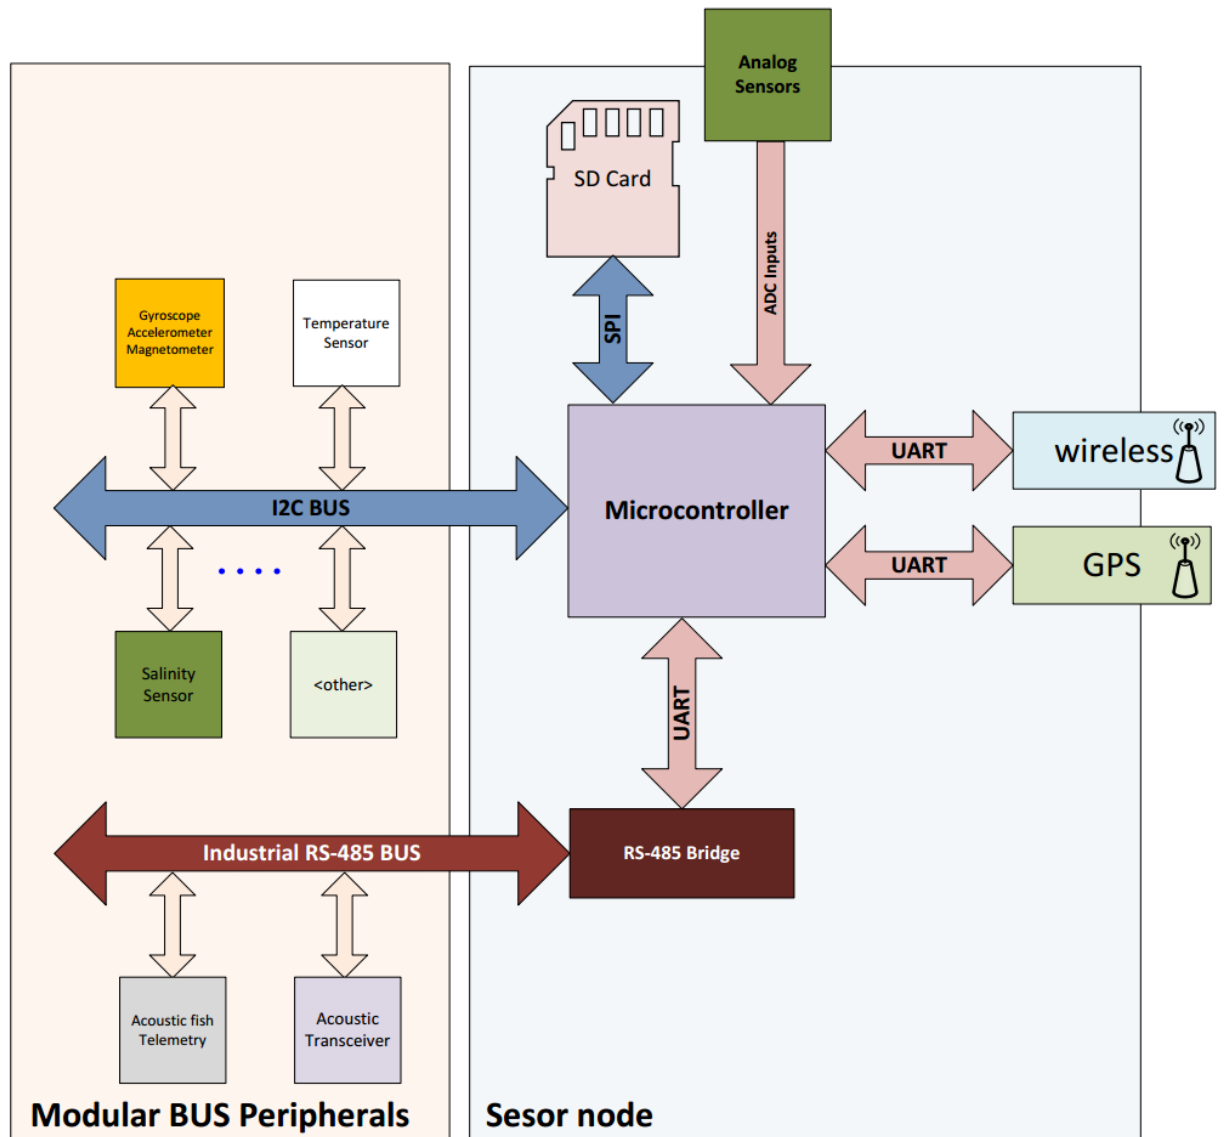 Analog
Sensors
SD Card
ADC Inputs
SPI
Gyroscope
Accelerometer
Magnetometer
Temperature
Sensor
I2C BUS
Microcontroller
UART
wireless
UART
GPS
Salinity
Sensor
<other>
UART
Industrial RS-485 BUS
RS-485 Bridge
Acoustic fish
Telemetry
Acoustic
Transceiver
Modular BUS Peripherals
Sesor node